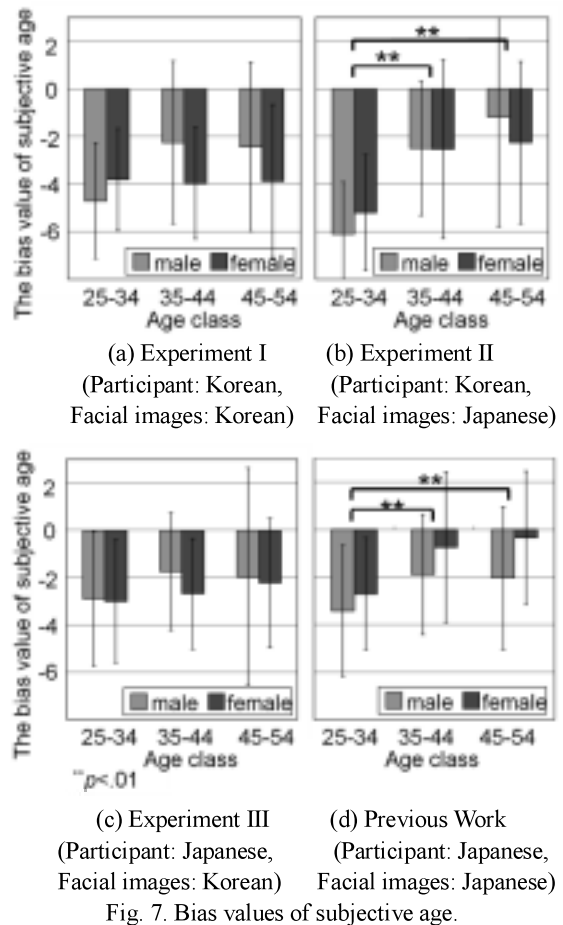 The bias value of subjective age
2
0
-2
-4
-6
male female
25-34 35-44 45-54
Age class
**
**
male female
25-34 35-44 45-54
Age class
(a) Experiment I
(Participant: Korean,
Facial images: Korean)
(b) Experiment II
(Participant: Korean,
Facial images: Japanese)
The bias value of subjective age
2
0
-2
-4
-6
male female
25-34 35-44 45-54
Age class
**p<.01
**
**
male female
25-34 35-44 45-54
Age class
(c) Experiment III
(Participant: Japanese,
Facial images: Korean)
(d) Previous Work
(Participant: Japanese,
Facial images: Japanese)
Fig. 7. Bias values of subjective age.